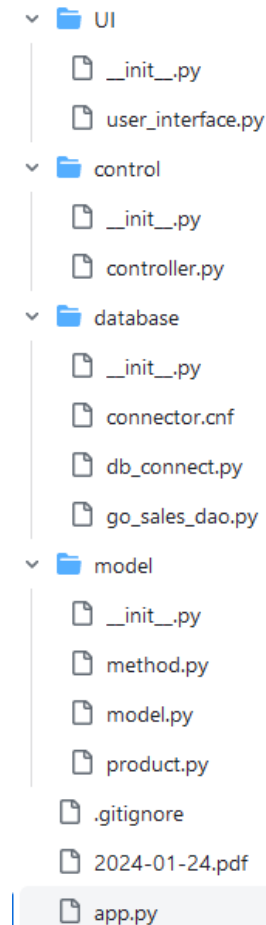 UI
__init__.py
user_interface.py
control
__init__.py
controller.py
database
__init__.py
connector.cnf
db_connect.py
go_sales_dao.py
model
__init__.py
method.py
model.py
product.py
.gitignore
2024-01-24.pdf
app.py